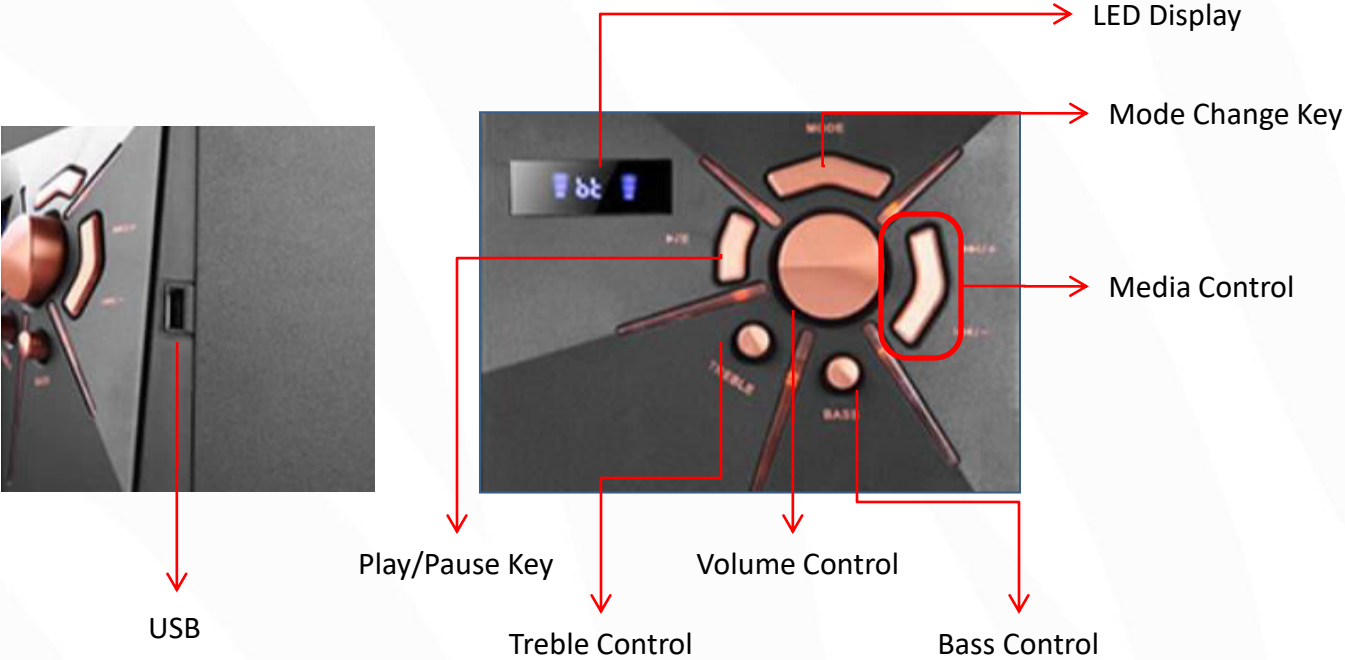 LED Display
Mode Change Key
MODE
bt
Media Control
TREBLE
BASS
Play/Pause Key
Volume Control
USB
Treble Control
Bass Control